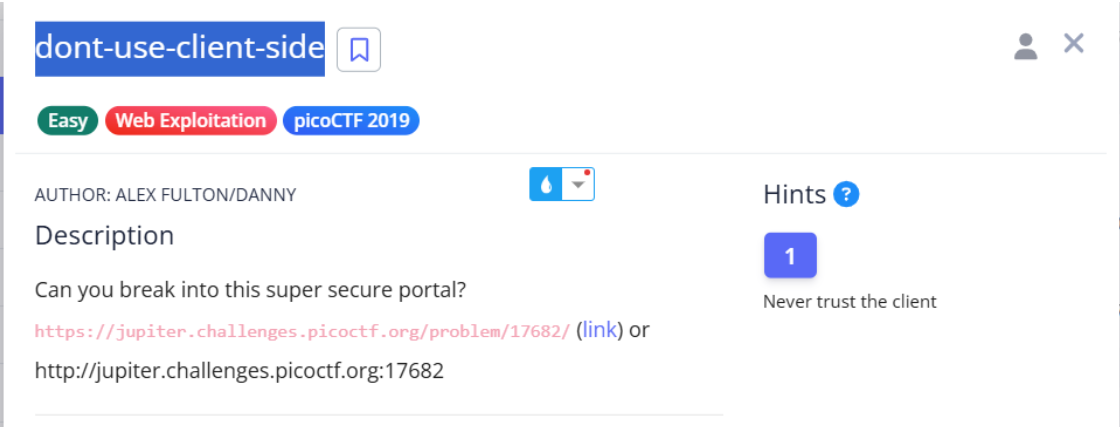 dont-use-client-side
Easy Web Exploitation picoCTF 2019
AUTHOR: ALEX FULTON/DANNY
Description
Can you break into this super secure portal?
https://jupiter.challenges.picoctf.org/problem/17682/ (link) or
http://jupiter.challenges.picoctf.org:17682
Hints ?
1
Never trust the client